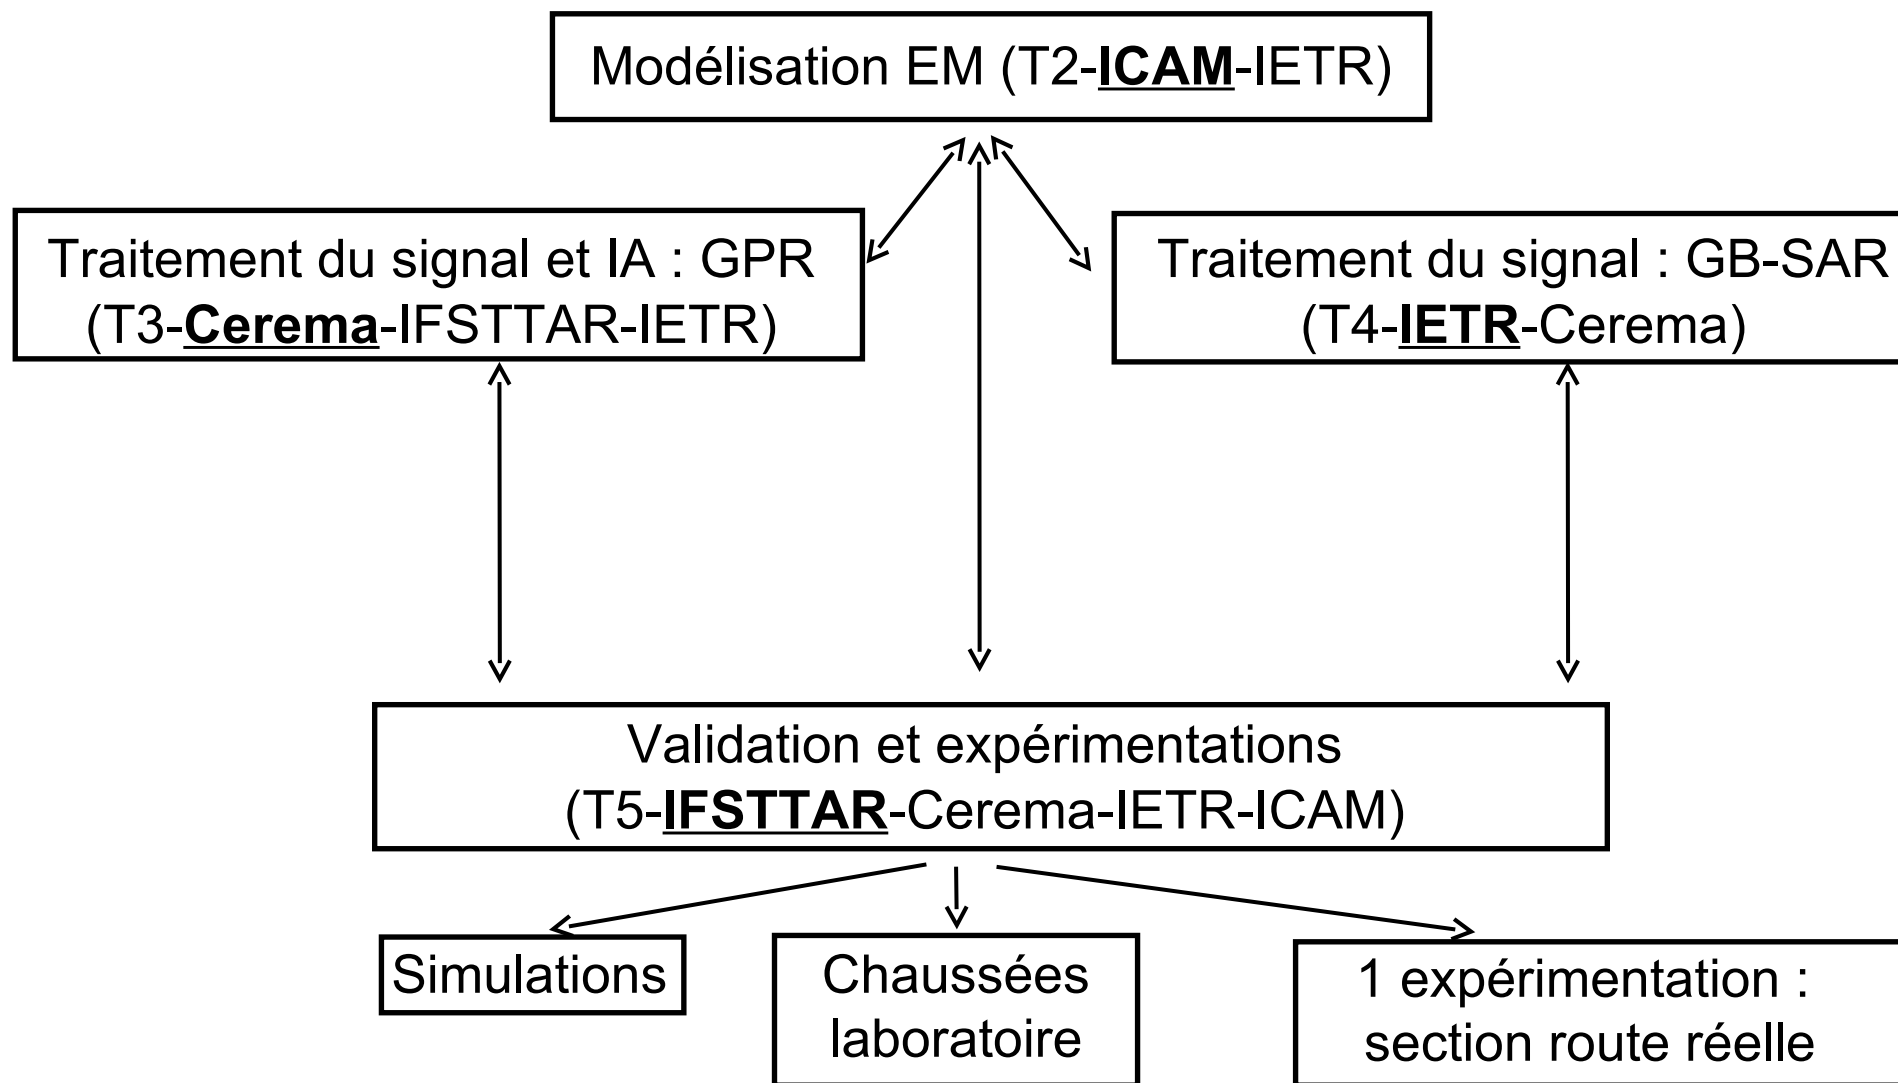 Modélisation EM (T2-ICAM-IETR)
Traitement du signal et IA : GPR
(T3-Cerema-IFSTTAR-IETR)
Traitement du signal : GB-SAR
(T4-IETR-Cerema)
Validation et expérimentations
(T5-IFSTTAR-Cerema-IETR-ICAM)
Simulations
Chaussées
laboratoire
1 expérimentation :
section route réelle